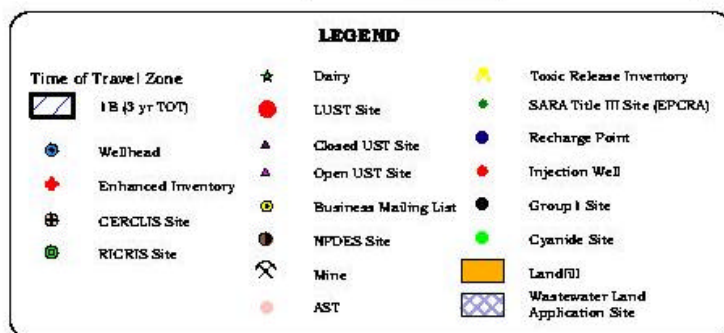 LEGEND
Time of Travel Zone
1B (3 yr TOT)
Wellhead
Enhanced Inventory
CERCLIS Site
RICRIS Site
Dairy
LUST Site
Closed UST Site
Open UST Site
Business Mailing List
NPDES Site
Mine
AST
Toxic Release Inventory
SARA Title III Site (EPCRA)
Recharge Point
Injection Well
Group 1 Site
Cyanide Site
Landfill
Wastewater Land
Application Site